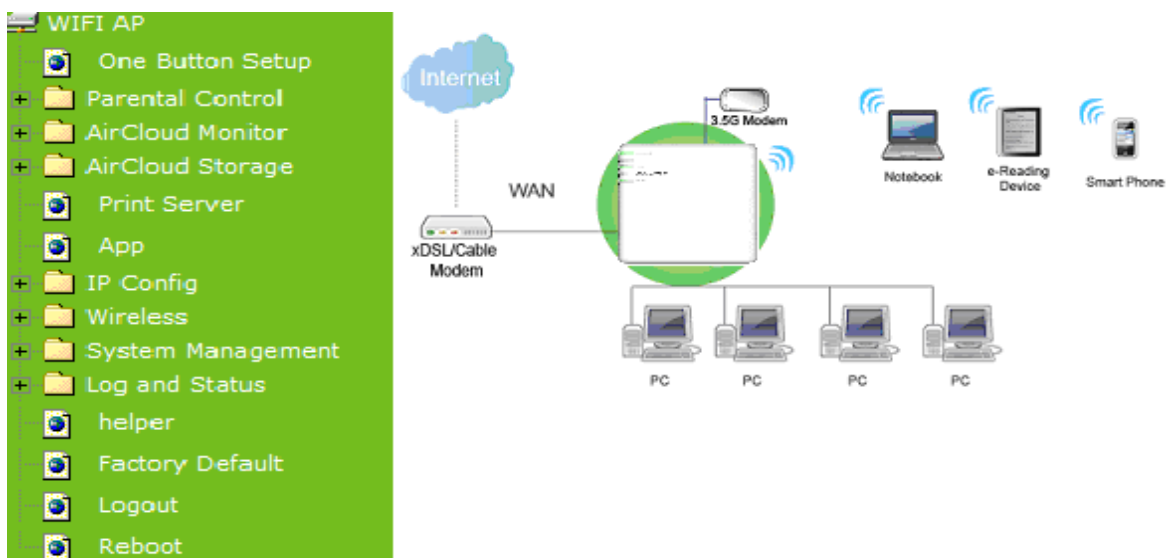 WIFI AP
One Button Setup
Parental Control
AirCloud Monitor
AirCloud Storage
Print Server
App
IP Config
Wireless
System Management
Log and Status
helper
Factory Default
Logout
Reboot
Internet
3.5G Modem
WAN
xDSL/Cable
Modem
Notebook
e-Reading
Device
Smart Phone
PC
PC
PC
PC